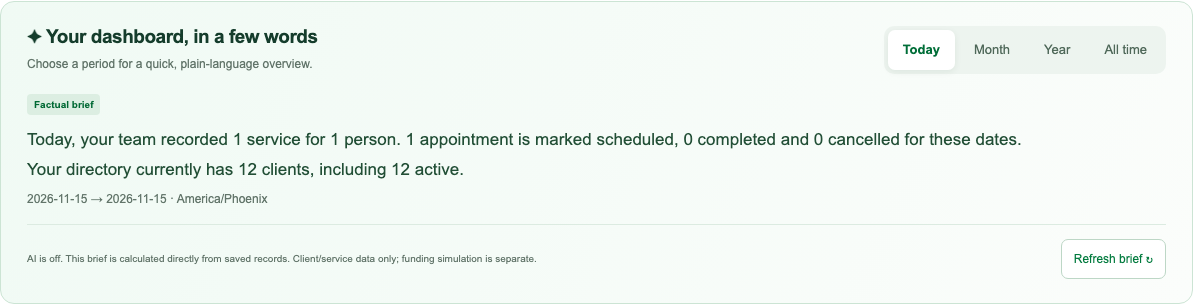 ✦ Your dashboard, in a few words
Choose a period for a quick, plain-language overview.
Today Month Year All time
Factual brief
Today, your team recorded 1 service for 1 person. 1 appointment is marked scheduled, 0 completed and 0 cancelled for these dates.
Your directory currently has 12 clients, including 12 active.
2026-11-15 → 2026-11-15 · America/Phoenix
AI is off. This brief is calculated directly from saved records. Client/service data only; funding simulation is separate.
Refresh brief ↻